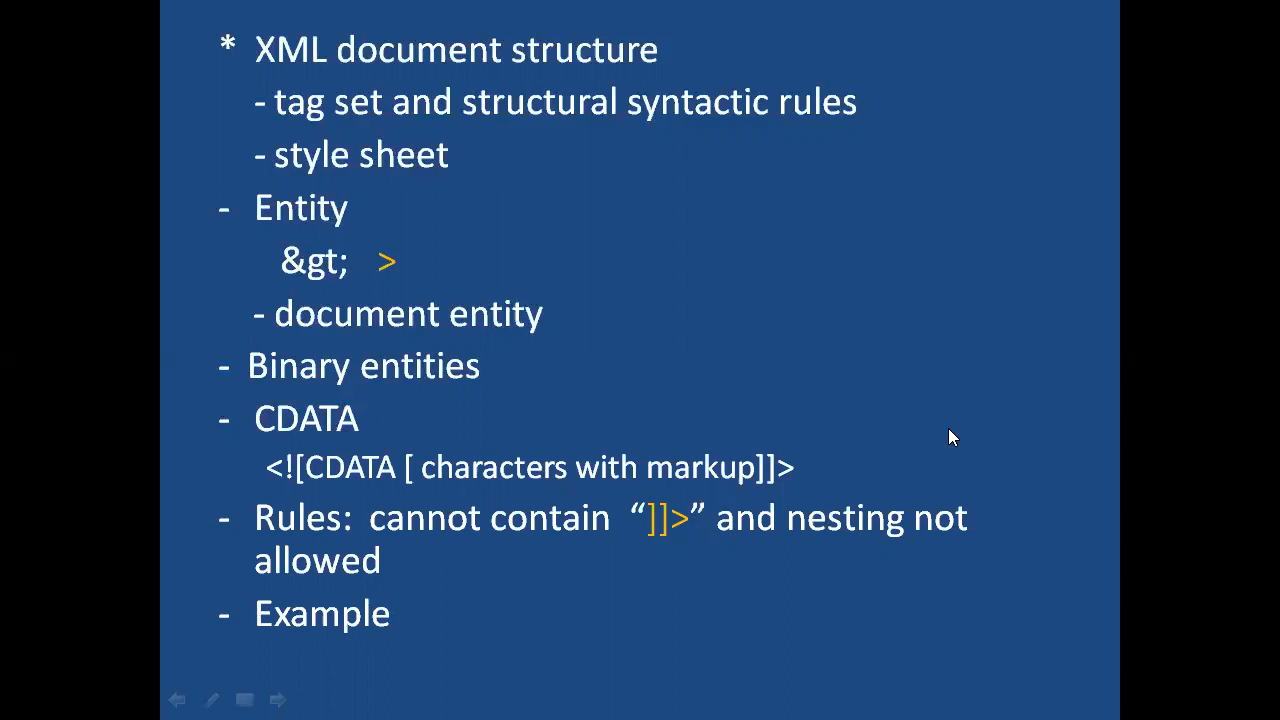 * XML document structure
- tag set and structural syntactic rules
- style sheet
- Entity
&gt; >
- document entity
- Binary entities
- CDATA
<![CDATA [ characters with markup]]>
- Rules: cannot contain “]]>” and nesting not
allowed
- Example